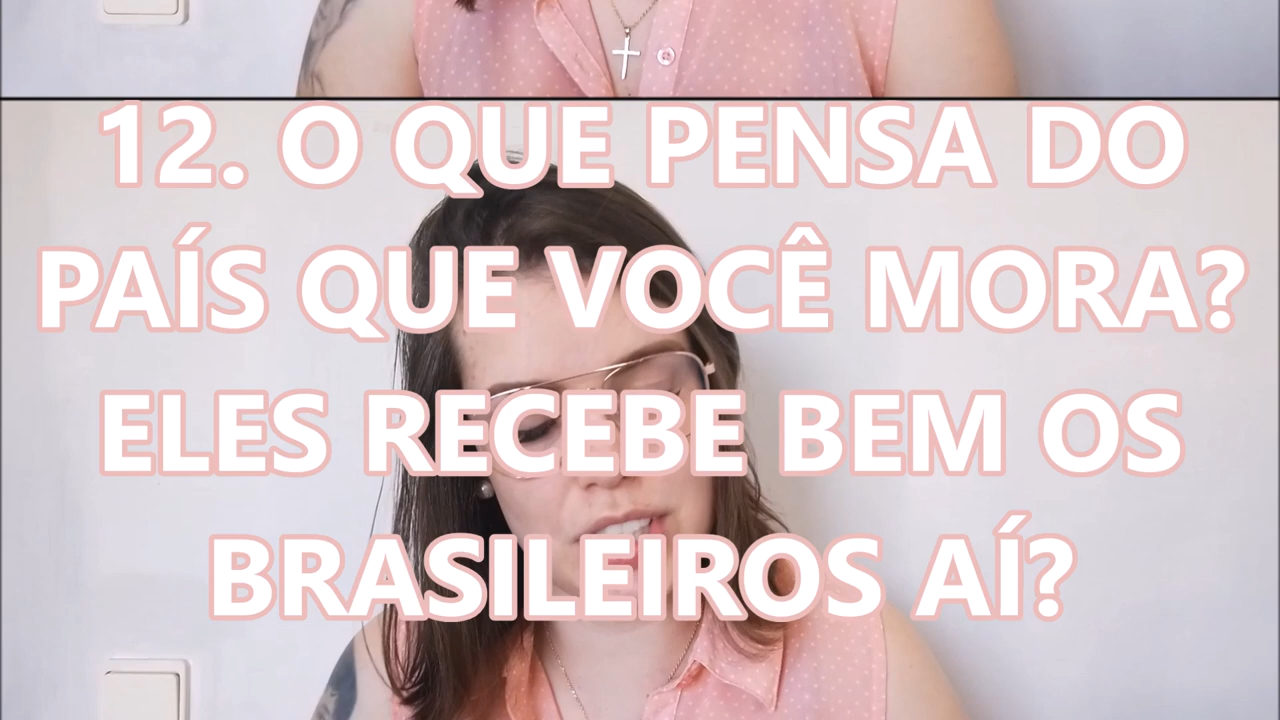 12. O QUE PENSA DO
PAÍS QUE VOCÊ MORA?
ELES RECEBE BEM OS
BRASILEIROS AÍ?